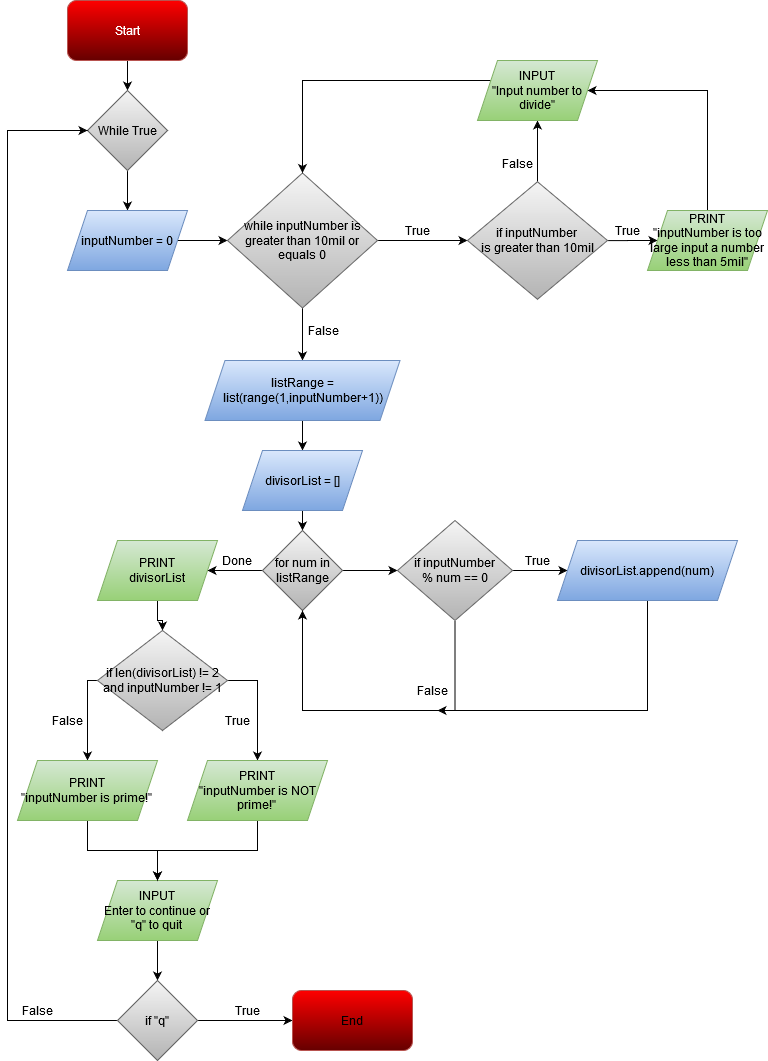 Start
While True
inputNumber = 0
while inputNumber is
greater than 10mil or
equals 0
True
if inputNumber
is greater than 10mil
False
INPUT
"Input number to
divide"
True
PRINT
"inputNumber is too
large input a number
less than 5mil"
False
listRange =
list(range(1,inputNumber+1))
divisorList = []
for num in
listRange
Done
PRINT
divisorList
if inputNumber
% num == 0
True
divisorList.append(num)
False
if len(divisorList) != 2
and inputNumber != 1
False
True
PRINT
"inputNumber is prime!"
PRINT
"inputNumber is NOT
prime!"
INPUT
Enter to continue or
"q" to quit
if "q"
False
True
End